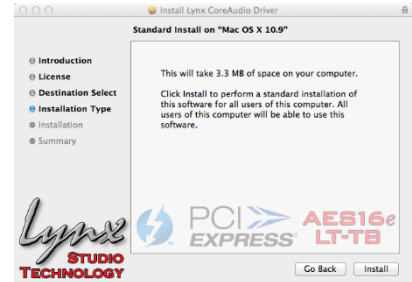 Install Lynx CoreAudio Driver
Standard Install on "Mac OS X 10.9"
Introduction
License
Destination Select
Installation Type
Installation
Summary
This will take 3.3 MB of space on your computer.
Click Install to perform a standard installation of
this software for all users of this computer. All
users of this computer will be able to use this
software.
Lynx
STUDIO
TECHNOLOGY
PCI
EXPRESS
AES16e
LT-TB
Go Back
Install